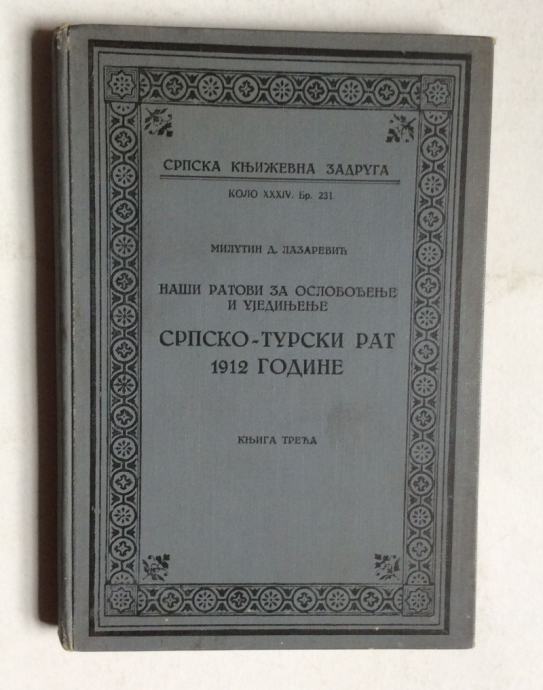 СРПСКА КЊИЖЕВНА ЗАДРУГА
КОЛО XXXIV. Бр. 231
МИЛУТИН Д. ЛАЗАРЕВИЋ
НАШИ РАТОВИ ЗА ОСЛОБОЂЕЊЕ
И УЈЕДИЊЕЊЕ
СРПСКО-ТУРСКИ РАТ
1912 ГОДИНЕ
КЊИГА ТРЕЋА